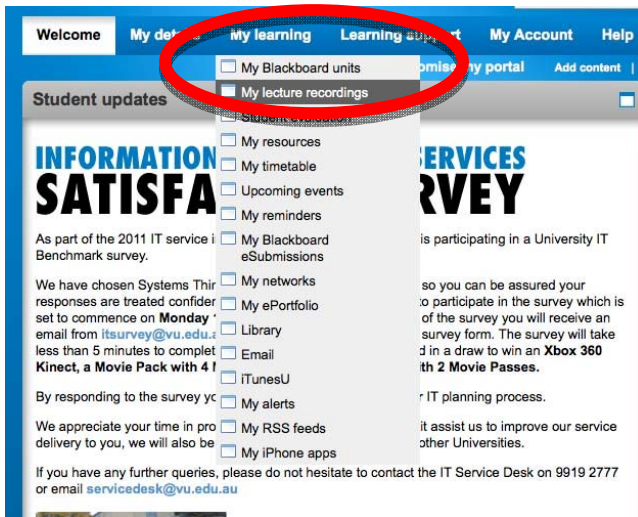 Welcome My details My learning Learning support My Account Help
omise my portal Add content |
Student updates
My Blackboard units
My lecture recordings
Student evaluation
My resources
My timetable
Upcoming events
My reminders
My Blackboard
eSubmissions
My networks
My ePortfolio
Library
Email
iTunesU
My alerts
My RSS feeds
My iPhone apps
INFORMATION SERVICES
SATISFA RVEY
As part of the 2011 IT service i is participating in a University IT
Benchmark survey.
We have chosen Systems Thi so you can be assured your
responses are treated confider to participate in the survey which is
set to commence on Monday of the survey you will receive an
email from itsurvey@vu.edu.a survey form. The survey will take
less than 5 minutes to complet d in a draw to win an Xbox 360
Kinect, a Movie Pack with 4 th 2 Movie Passes.
By responding to the survey yo r IT planning process.
We appreciate your time in pro it assist us to improve our service
delivery to you, we will also be other Universities.
If you have any further queries, please do not hesitate to contact the IT Service Desk on 9919 2777
or email servicedesk@vu.edu.au